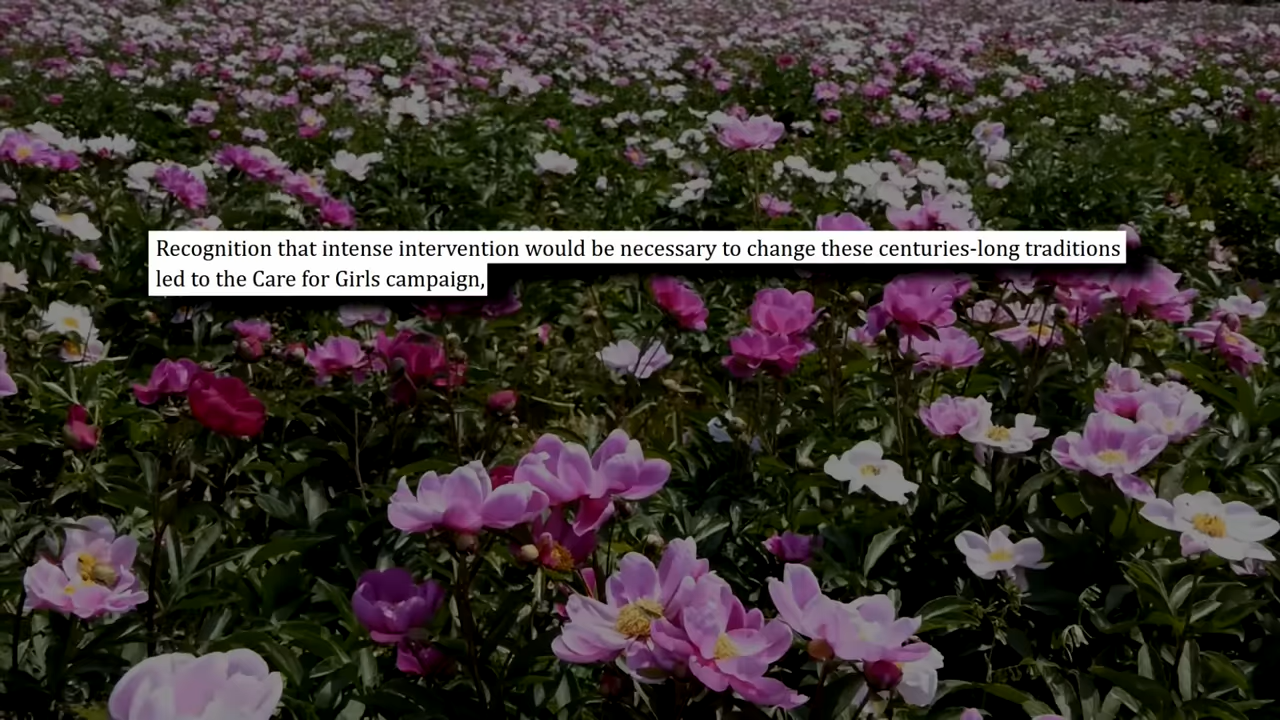 Recognition that intense intervention would be necessary to change these centuries-long traditions
led to the Care for Girls campaign,